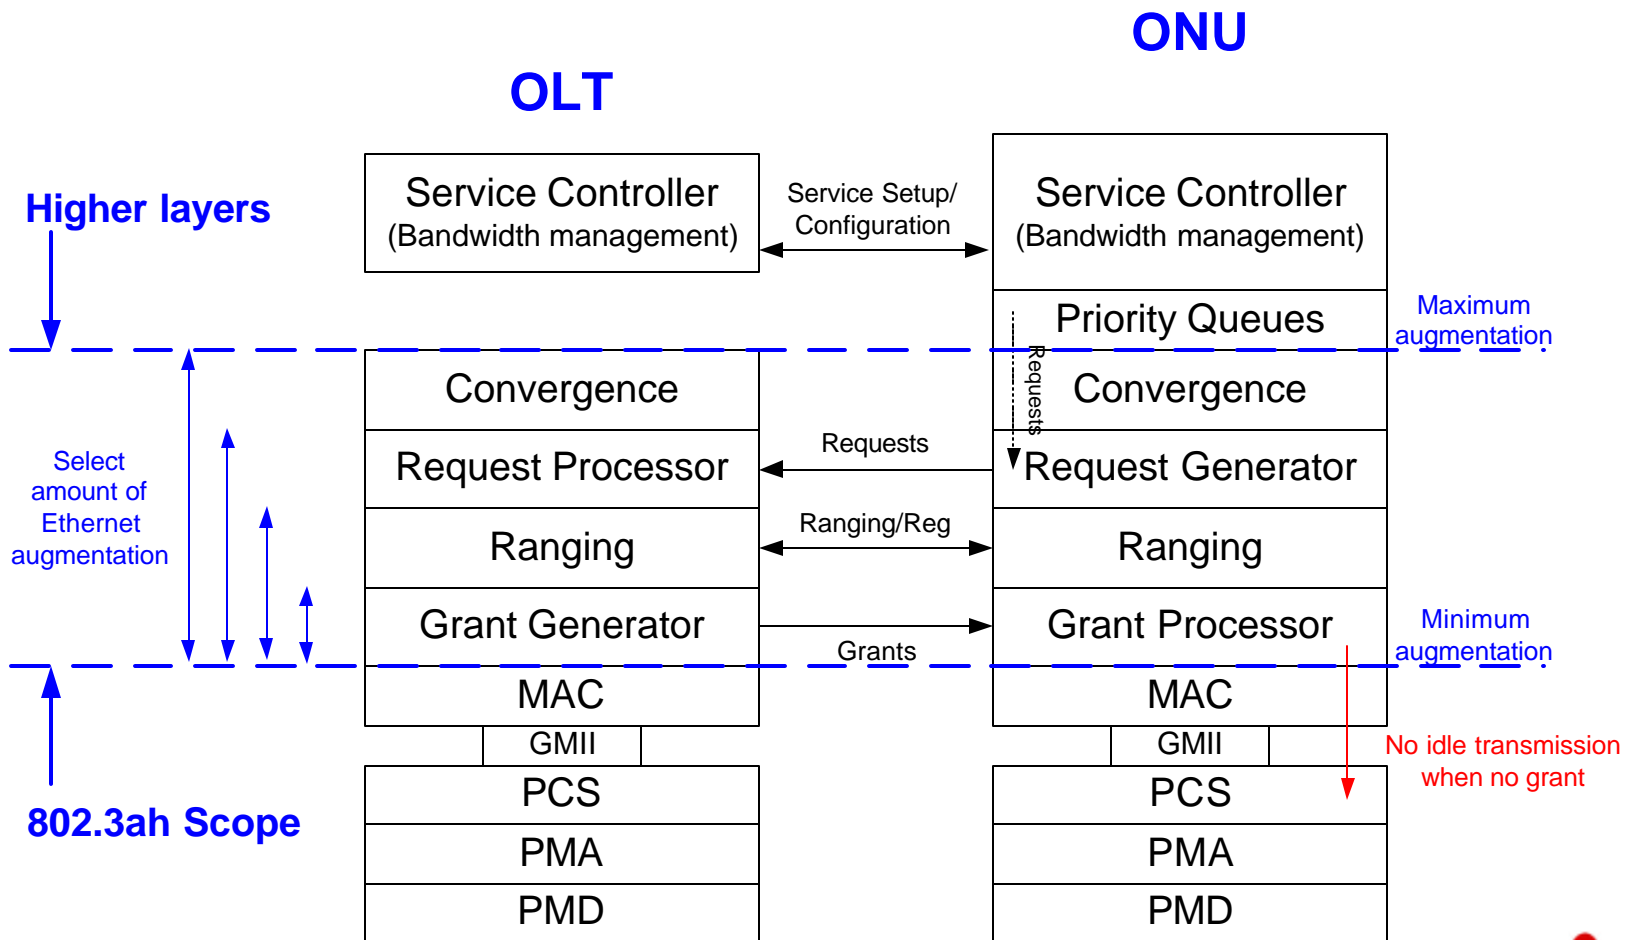 ONU
OLT
Higher layers
Service Controller
(Bandwidth management)
Service Setup/
Configuration
Service Controller
(Bandwidth management)
Priority Queues
Maximum
augmentation
Requests
Convergence
Convergence
Select
amount of
Ethernet
augmentation
Request Processor
Requests
Request Generator
Ranging
Ranging/Reg
Ranging
Grant Generator
Grants
Grant Processor
Minimum
augmentation
MAC
MAC
GMII
GMII
No idle transmission
when no grant
802.3ah Scope
PCS
PCS
PMA
PMA
PMD
PMD